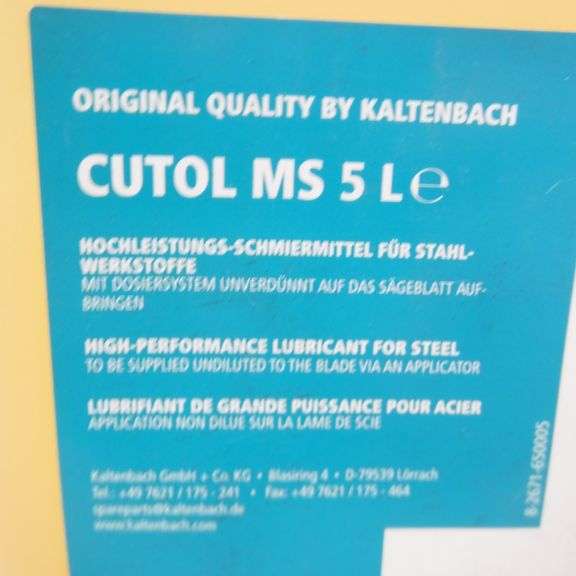 ORIGINAL QUALITY BY KALTENBACH
CUTOL MS 5 L ℮
HOCHLEISTUNGS-SCHMIERMITTEL FÜR STAHL-
WERKSTOFFE
MIT DOSIERSYSTEM UNVERDÜNNT AUF DAS SÄGEBLATT AUF-
BRINGEN
HIGH-PERFORMANCE LUBRICANT FOR STEEL
TO BE SUPPLIED UNDILUTED TO THE BLADE VIA AN APPLICATOR
LUBRIFIANT DE GRANDE PUISSANCE POUR ACIER
APPLICATION NON DILUE SUR LA LAME DE SCIE
Kaltenbach GmbH + Co. KG • Blasiring 4 • D-79539 Lörrach
Tel.: +49 7621 / 175 - 241 • Fax: +49 7621 / 175 - 464
spareparts@kaltenbach.de
www.kaltenbach.com
8-2671-650005